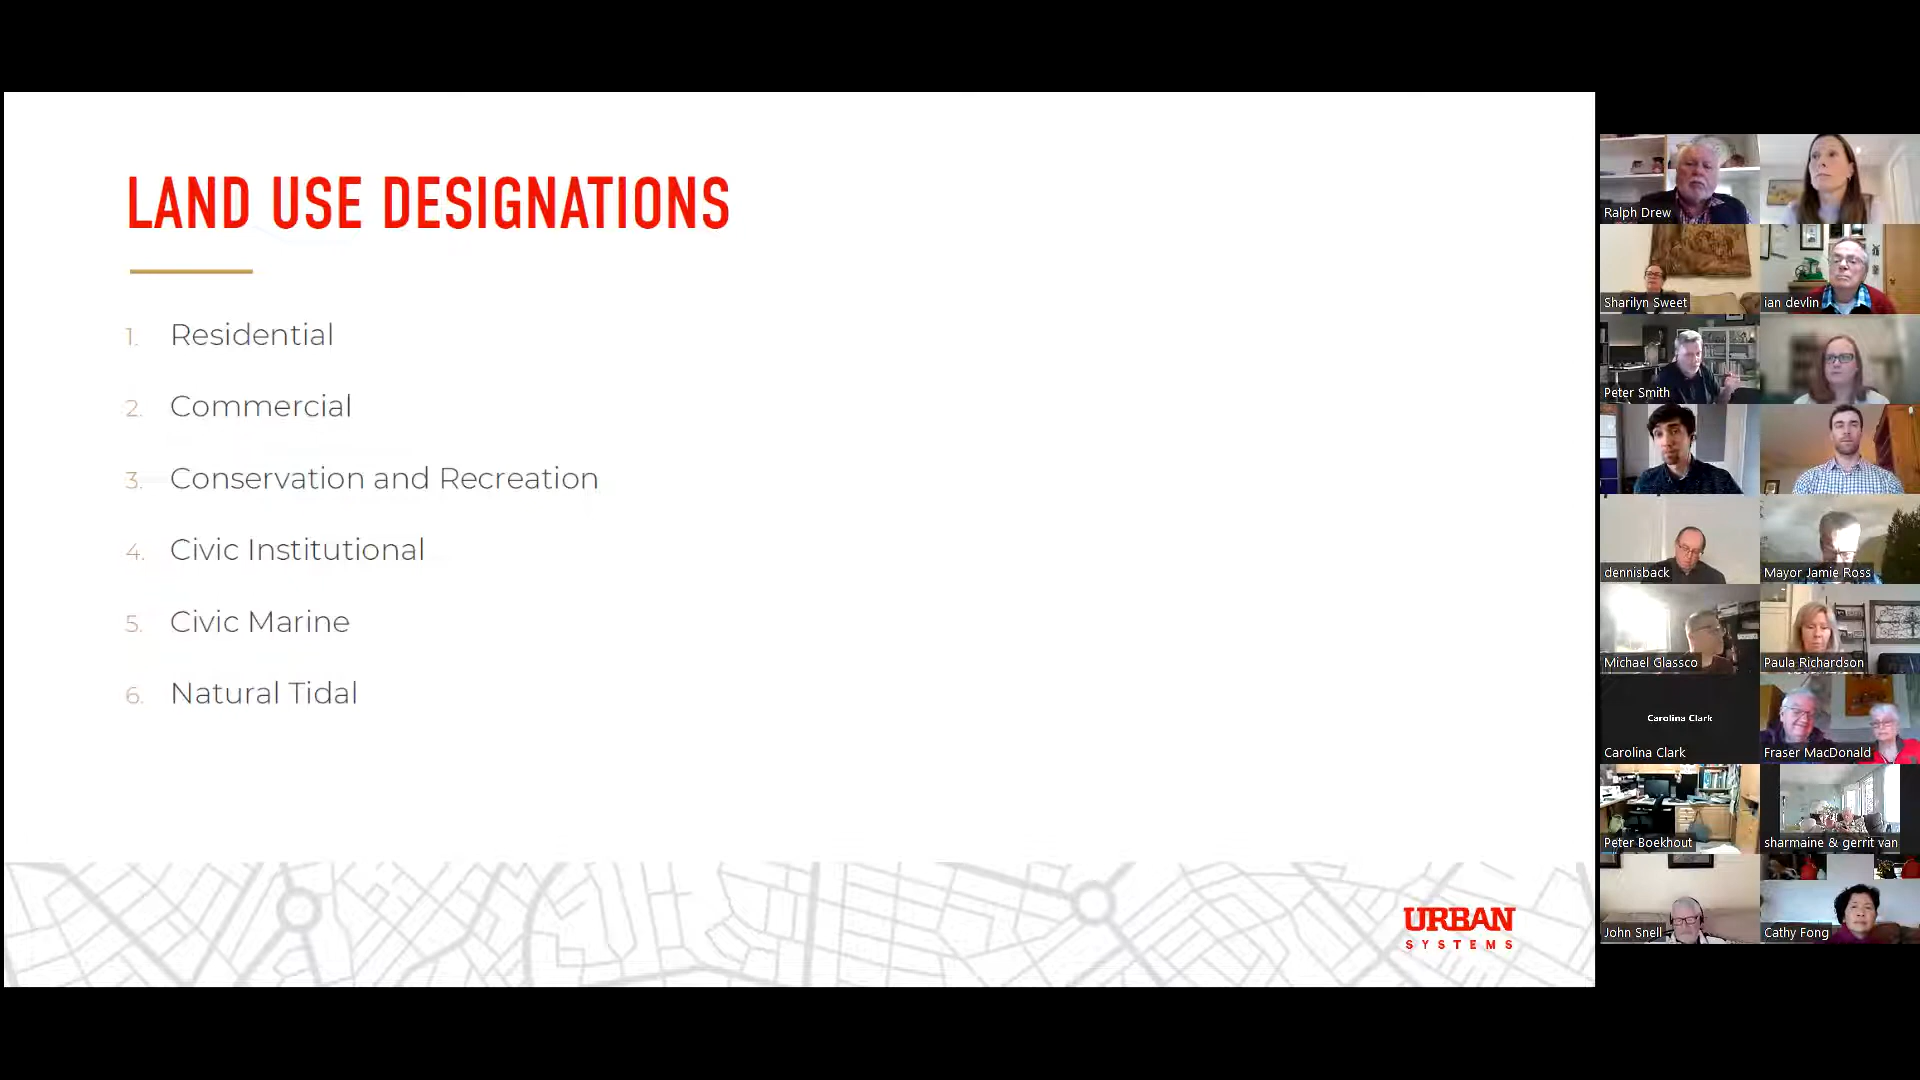 LAND USE DESIGNATIONS
1. Residential
2. Commercial
3. Conservation and Recreation
4. Civic Institutional
5. Civic Marine
6. Natural Tidal
URBAN
SYSTEMS
Ralph Drew
Sharilyn Sweet
ian devlin
Peter Smith
dennisback
Mayor Jamie Ross
Michael Glassco
Paula Richardson
Carolina Clark
Carolina Clark
Fraser MacDonald
Peter Boekhout
sharmaine & gerrit van
John Snell
Cathy Fong